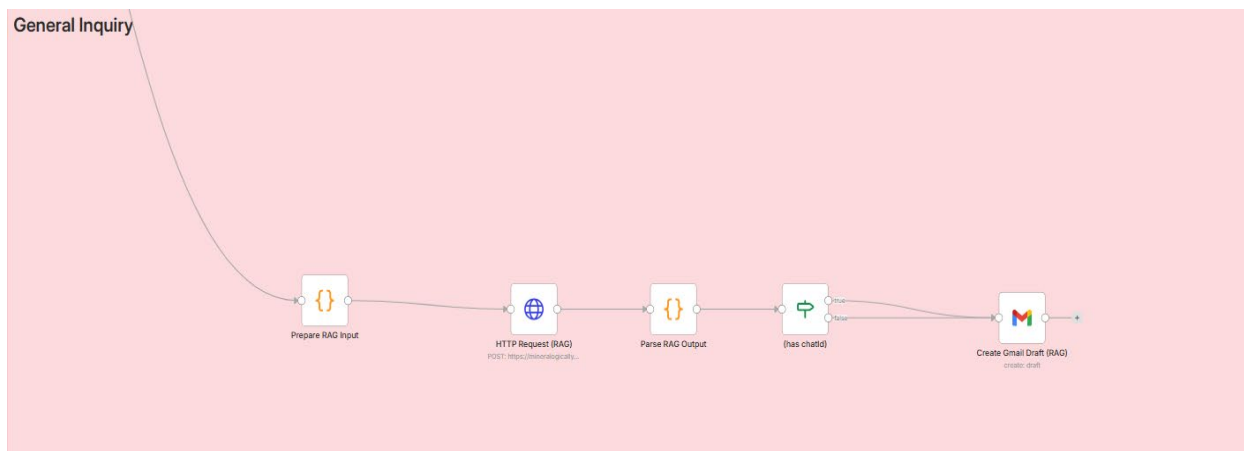 General Inquiry
Prepare RAG Input
HTTP Request (RAG)
POST: https://mineralogically...
Parse RAG Output
true
false
(has chatId)
Create Gmail Draft (RAG)
create: draft